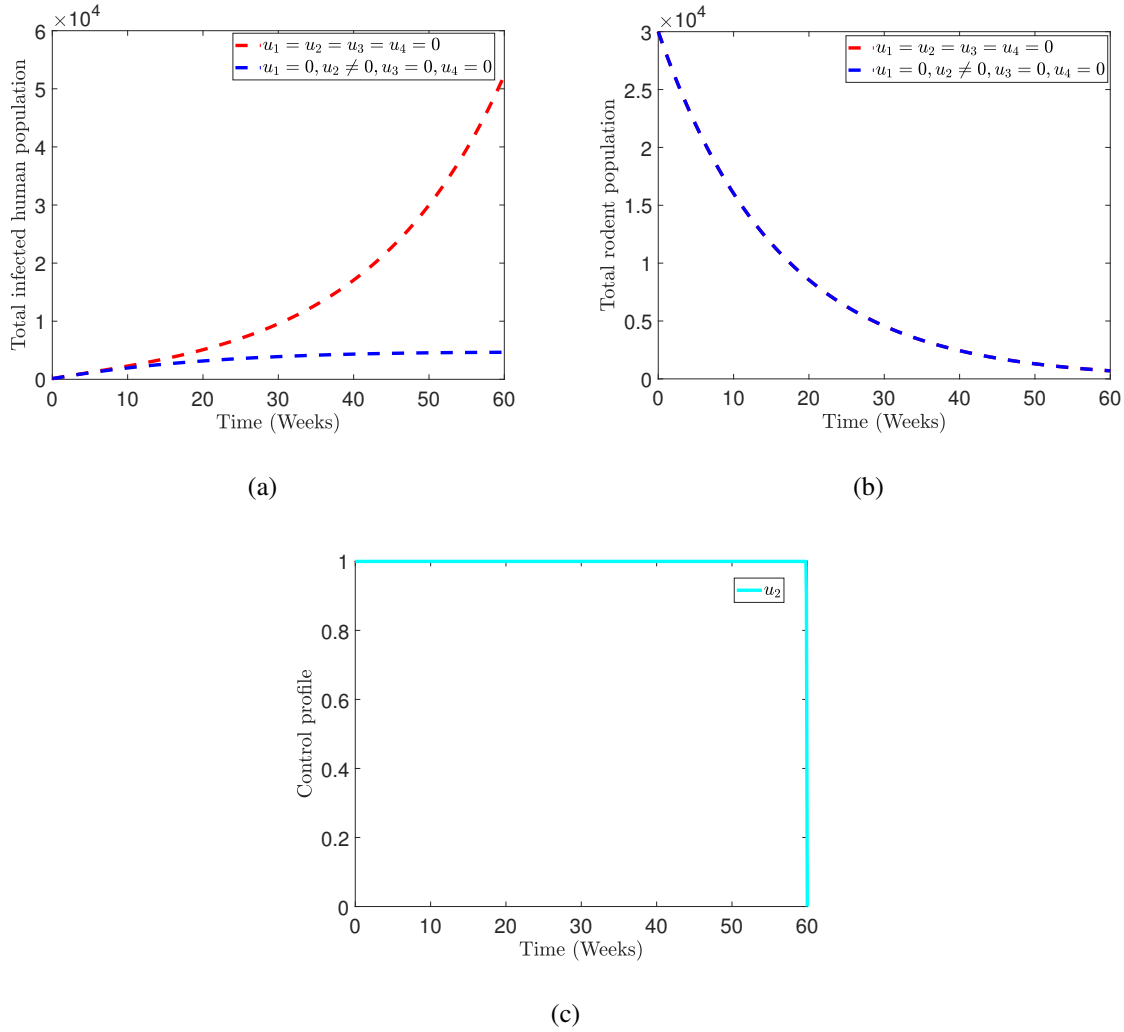 ×10⁴
6
5
4
3
2
1
0
0 10 20 30 40 50 60
Total infected human population
Time (Weeks)
u₁ = u₂ = u₃ = u₄ = 0
u₁ = 0, u₂ ≠ 0, u₃ = 0, u₄ = 0
(a)
×10⁴
3
2.5
2
1.5
1
0.5
0
0 10 20 30 40 50 60
Total rodent population
Time (Weeks)
u₁ = u₂ = u₃ = u₄ = 0
u₁ = 0, u₂ ≠ 0, u₃ = 0, u₄ = 0
(b)
1
0.8
0.6
0.4
0.2
0
0 10 20 30 40 50 60
Control profile
Time (Weeks)
u₂
(c)